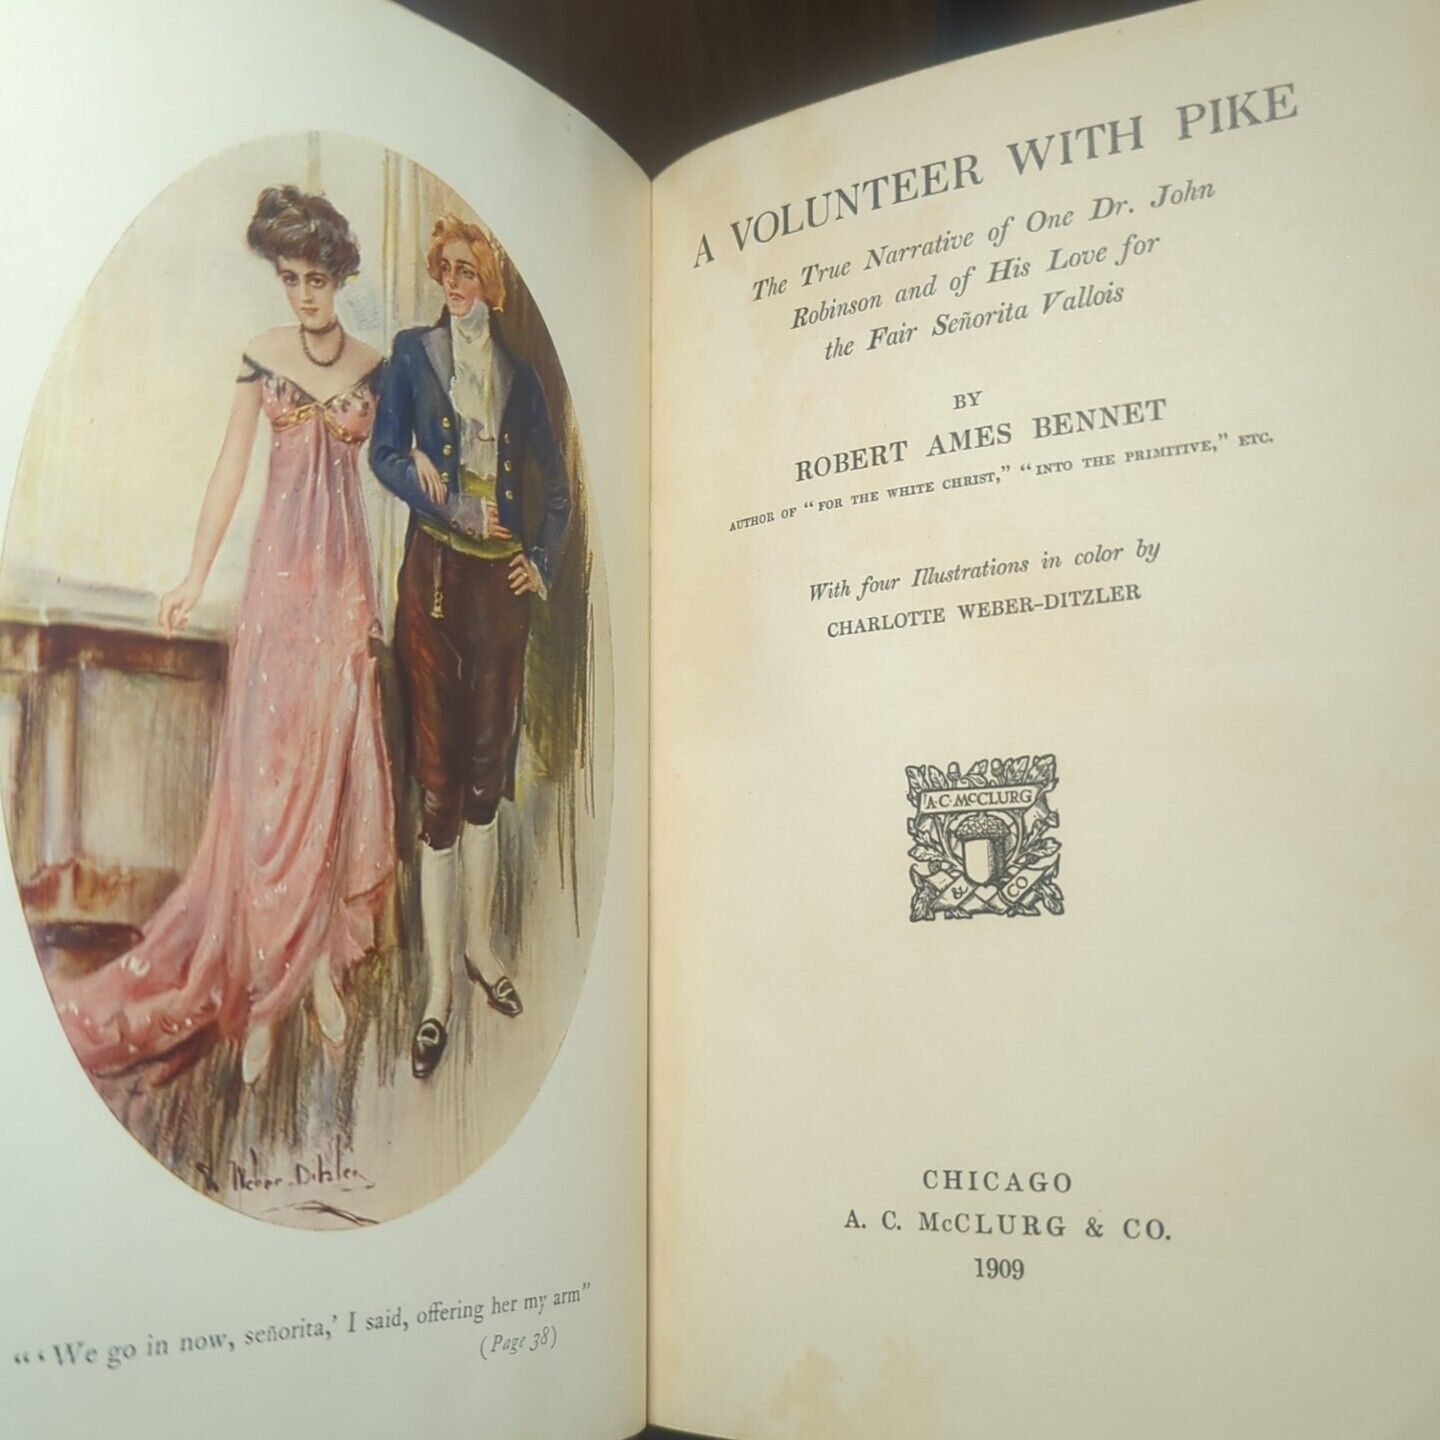 W. Weber-Ditzler
"'We go in now, señorita,' I said, offering her my arm"
(Page 38)
A VOLUNTEER WITH PIKE
The True Narrative of One Dr. John
Robinson and of His Love for
the Fair Señorita Vallois
BY
ROBERT AMES BENNET
AUTHOR OF "FOR THE WHITE CHRIST," "INTO THE PRIMITIVE," ETC.
With four Illustrations in color by
CHARLOTTE WEBER-DITZLER
A·C·McCLURG
& CO
CHICAGO
A. C. McCLURG & CO.
1909